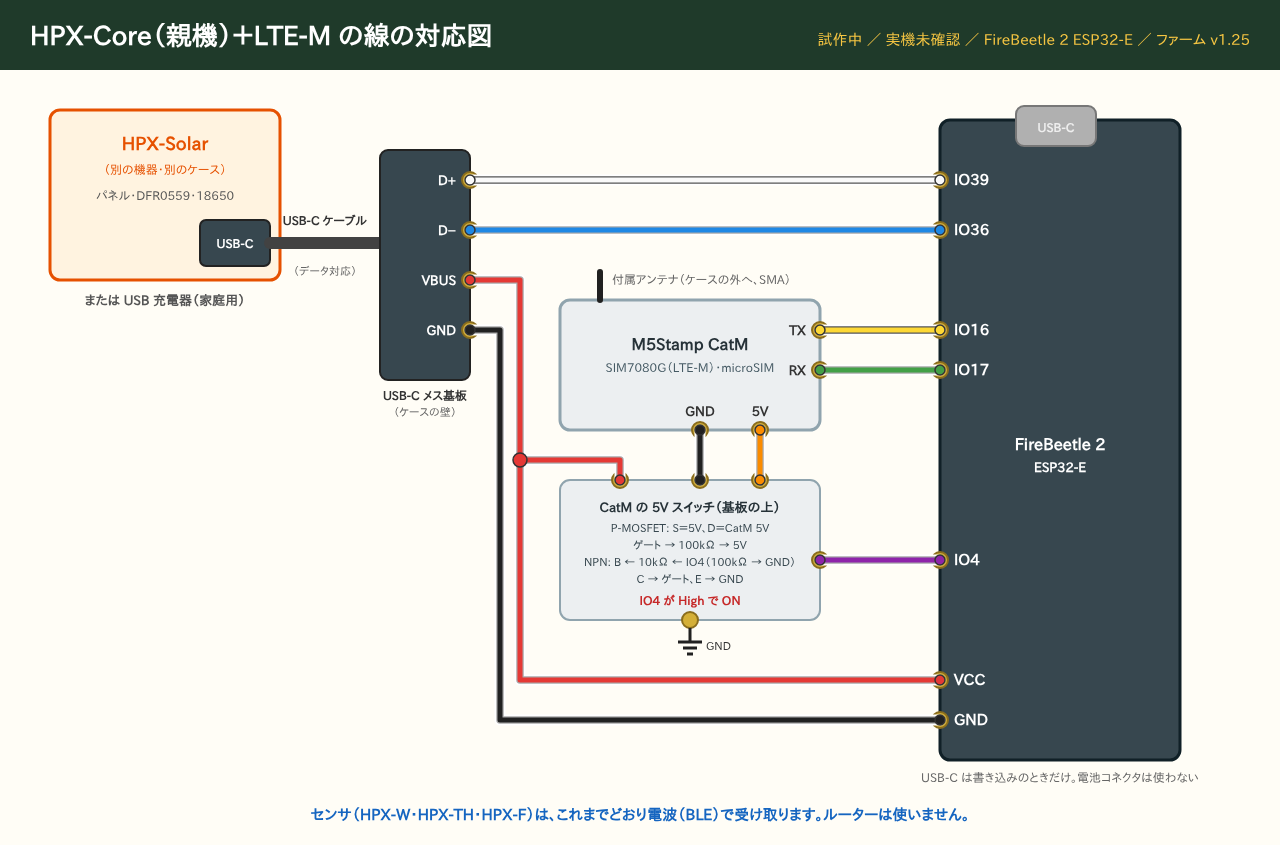 HPX-Core（親機）＋LTE-M の線の対応図
試作中 ／ 実機未確認 ／ FireBeetle 2 ESP32-E ／ ファーム v1.25
HPX-Solar
（別の機器・別のケース）
パネル・DFR0559・18650
USB-C
USB-C ケーブル
（データ対応）
または USB 充電器（家庭用）
D+
D−
VBUS
GND
USB-C メス基板
（ケースの壁）
付属アンテナ（ケースの外へ、SMA）
M5Stamp CatM
SIM7080G（LTE-M）・microSIM
TX
RX
GND
5V
CatM の 5V スイッチ（基板の上）
P-MOSFET: S＝5V、D＝CatM 5V
ゲート → 100kΩ → 5V
NPN: B ← 10kΩ ← IO4（100kΩ → GND）
C → ゲート、E → GND
IO4 が High で ON
GND
USB-C
IO39
IO36
IO16
IO17
FireBeetle 2
ESP32-E
IO4
VCC
GND
USB-C は書き込みのときだけ。電池コネクタは使わない
センサ（HPX-W・HPX-TH・HPX-F）は、これまでどおり電波（BLE）で受け取ります。ルーターは使いません。